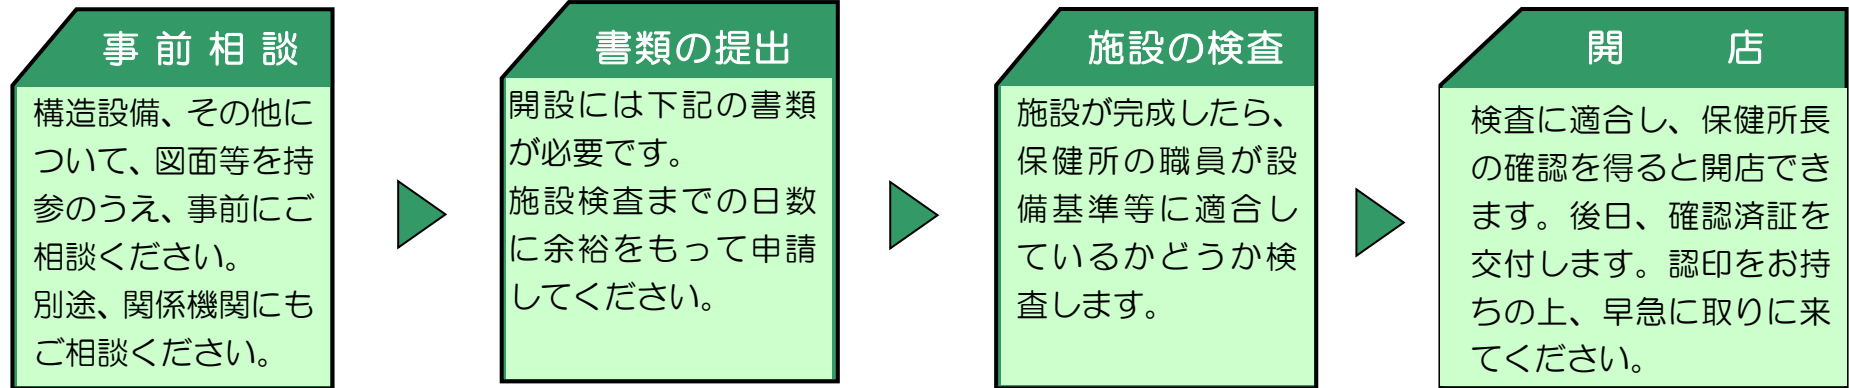 事前相談
構造設備、その他に
ついて、図面等を持
参のうえ、事前にご
相談ください。
別途、関係機関にも
ご相談ください。
書類の提出
開設には下記の書類
が必要です。
施設検査までの日数
に余裕をもって申請
してください。
施設の検査
施設が完成したら、
保健所の職員が設
備基準等に適合し
ているかどうか検
査します。
開店
検査に適合し、保健所長
の確認を得ると開店でき
ます。後日、確認済証を
交付します。認印をお持
ちの上、早急に取りに来
てください。